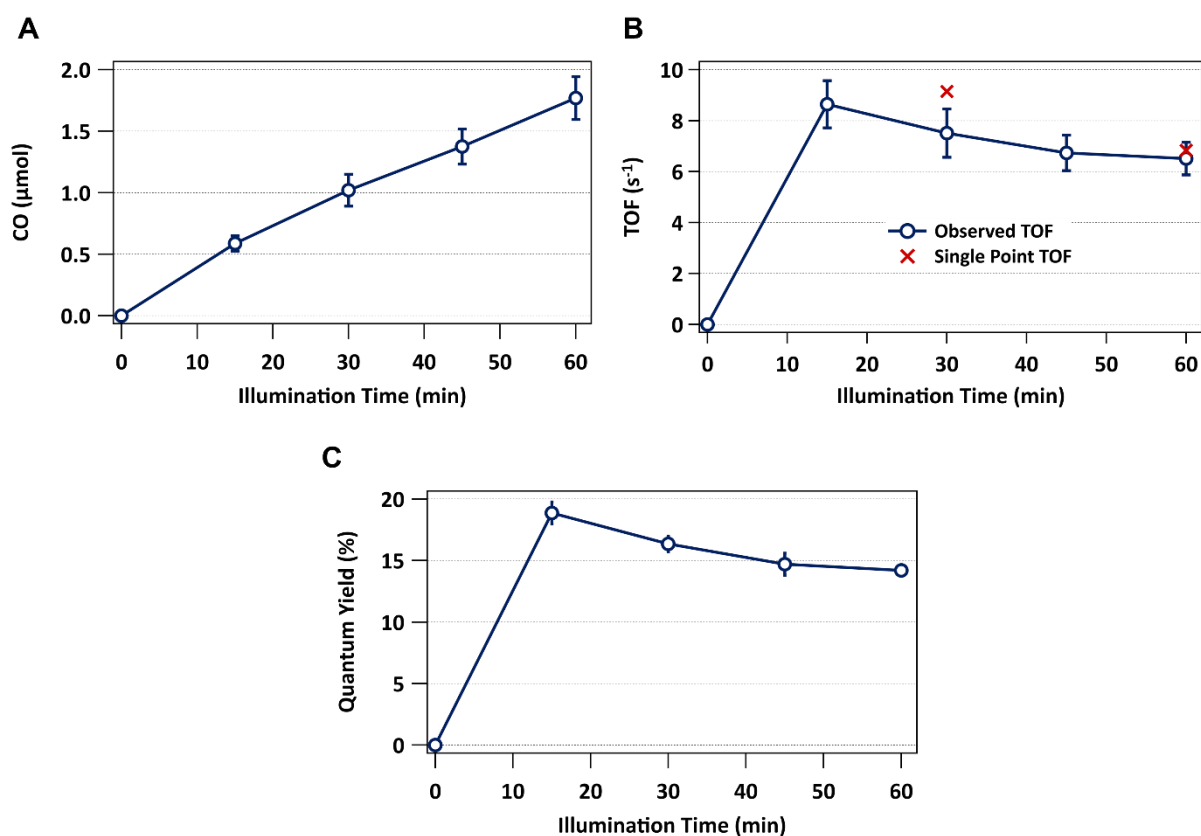 A
CO (µmol)
2.0
1.5
1.0
0.5
0.0
0 10 20 30 40 50 60
Illumination Time (min)
B
TOF (s⁻¹)
10
8
6
4
2
0
Observed TOF
Single Point TOF
0 10 20 30 40 50 60
Illumination Time (min)
C
Quantum Yield (%)
20
15
10
5
0
0 10 20 30 40 50 60
Illumination Time (min)